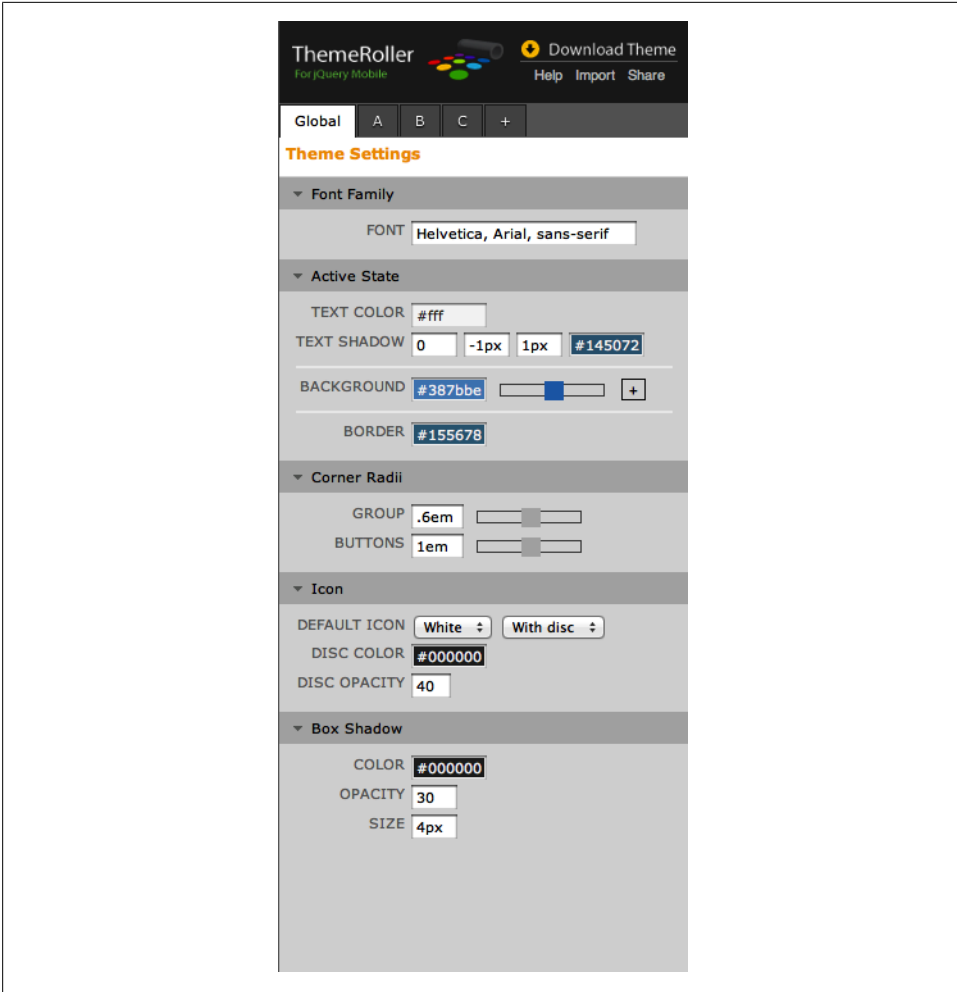 ThemeRoller
For jQuery Mobile
Download Theme
Help Import Share
Global A B C +
Theme Settings
Font Family
FONT Helvetica, Arial, sans-serif
Active State
TEXT COLOR #fff
TEXT SHADOW 0 -1px 1px #145072
BACKGROUND #387bbe +
BORDER #155678
Corner Radii
GROUP .6em
BUTTONS 1em
Icon
DEFAULT ICON White With disc
DISC COLOR #000000
DISC OPACITY 40
Box Shadow
COLOR #000000
OPACITY 30
SIZE 4px